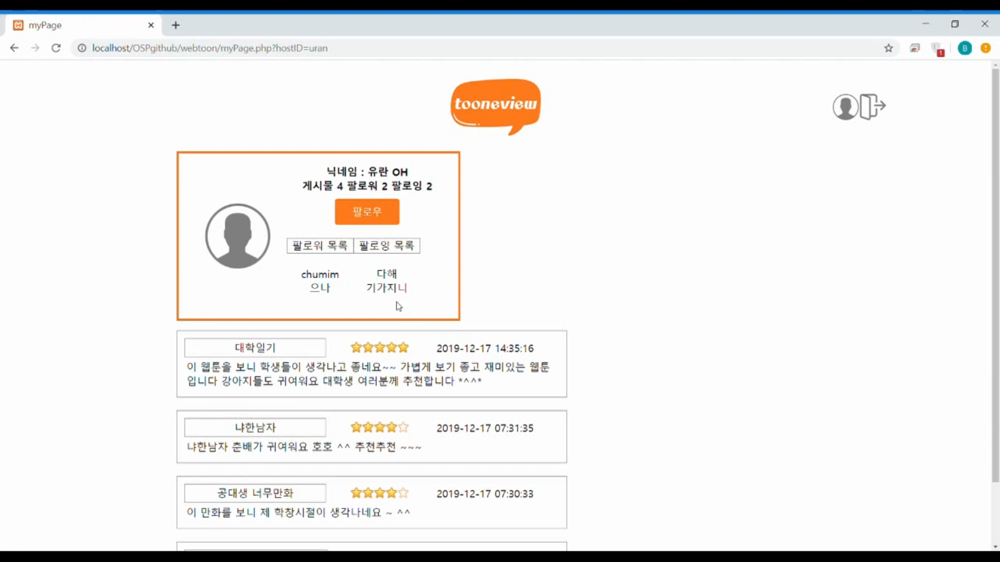 myPage
localhost/OSPgithub/webtoon/myPage.php?hostID=uran
1
B
tooneview
닉네임 : 유란 OH
게시물 4 팔로워 2 팔로잉 2
팔로우
팔로워 목록 팔로잉 목록
chumim 다해
으나 기가지니
대학일기 2019-12-17 14:35:16
이 웹툰을 보니 학생들이 생각나고 좋네요~~ 가볍게 보기 좋고 재미있는 웹툰
입니다 강아지들도 귀여워요 대학생 여러분께 추천합니다 *^^*
냐한남자 2019-12-17 07:31:35
냐한남자 춘배가 귀여워요 호호 ^^ 추천추천 ~~~
공대생 너무만화 2019-12-17 07:30:33
이 만화를 보니 제 학창시절이 생각나네요 ~ ^^